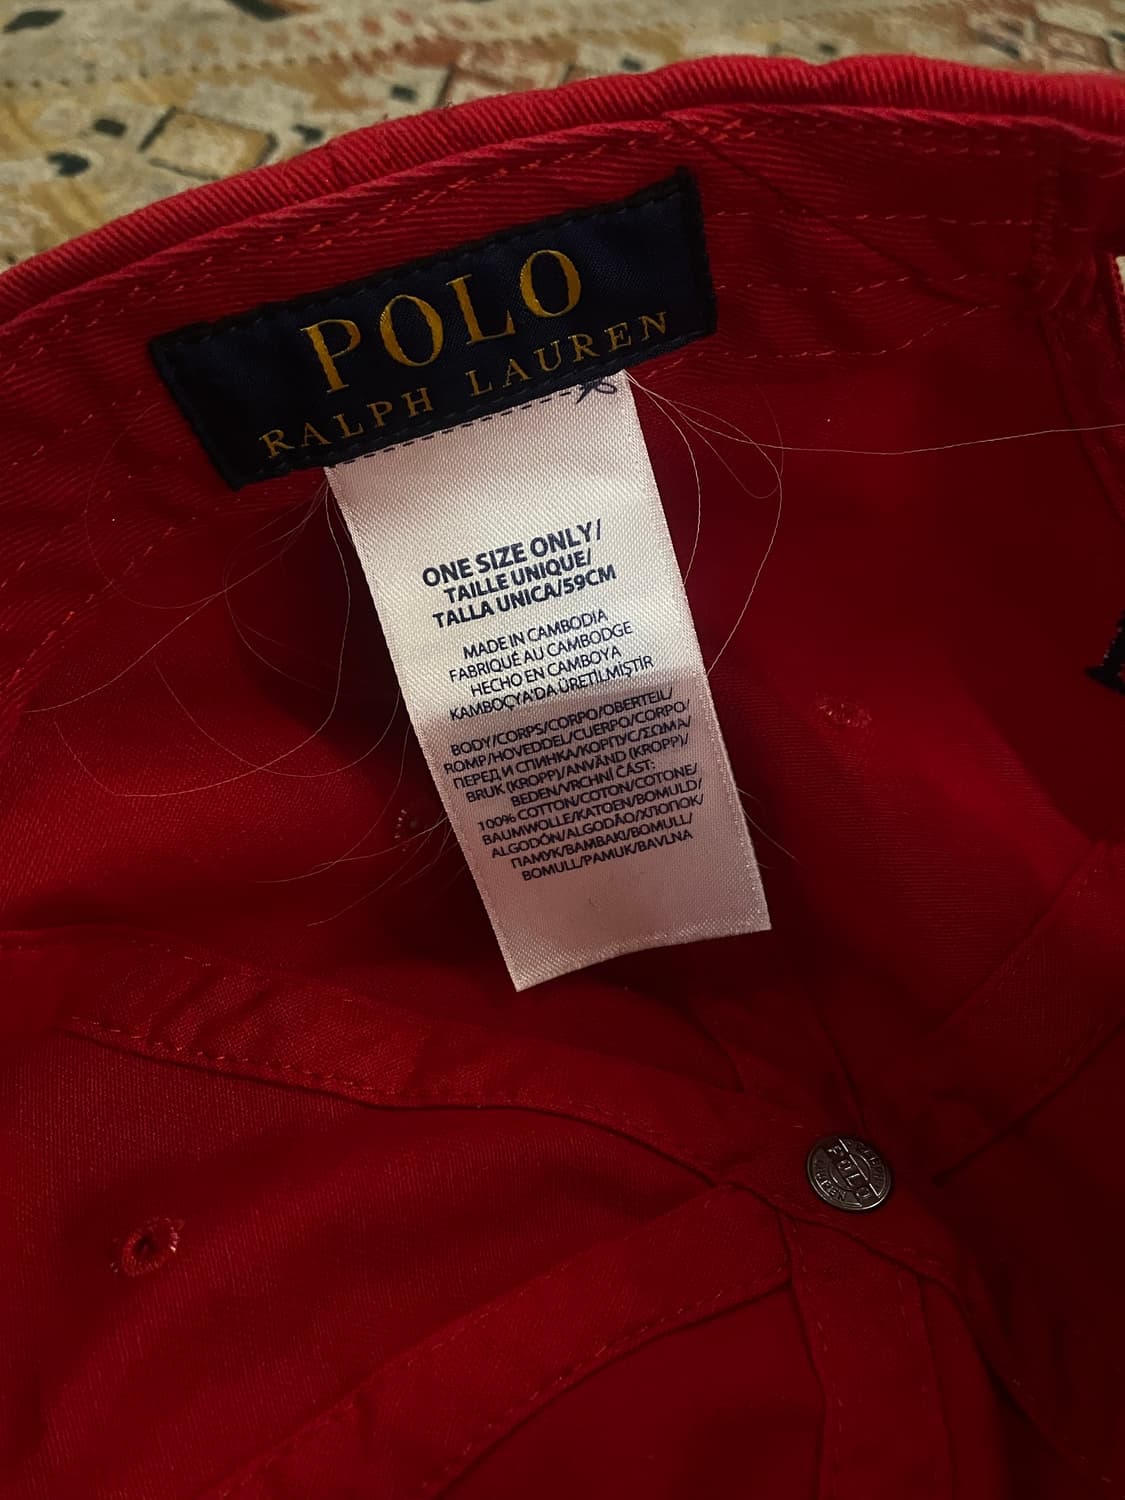 POLO
RALPH LAUREN
ONE SIZE ONLY/
TAILLE UNIQUE/
TALLA UNICA/59CM
MADE IN CAMBODIA
FABRIQUÉ AU CAMBODGE
HECHO EN CAMBOYA
KAMBOÇYA'DA ÜRETILMIŞTIR
BODY/CORPS/CORPO/OBERTEIL/
ROMP/HOVEDDEL/CUERPO/CORPO/
ПЕРЕД И СПИНКА/КОРПУС/ΣΩΜΑ/
BRUK (KROPP)/ANVÄND (KROPP)/
BEDEN/VRCHNÍ ČÁST:
100% COTTON/COTON/COTONE/
BAUMWOLLE/KATOEN/BOMULD/
ALGODÓN/ALGODÃO/ХЛОПОК/
ПАМУК/BAMBAKI/BOMULL/
BOMULL/PAMUK/BAVLNA
POLO